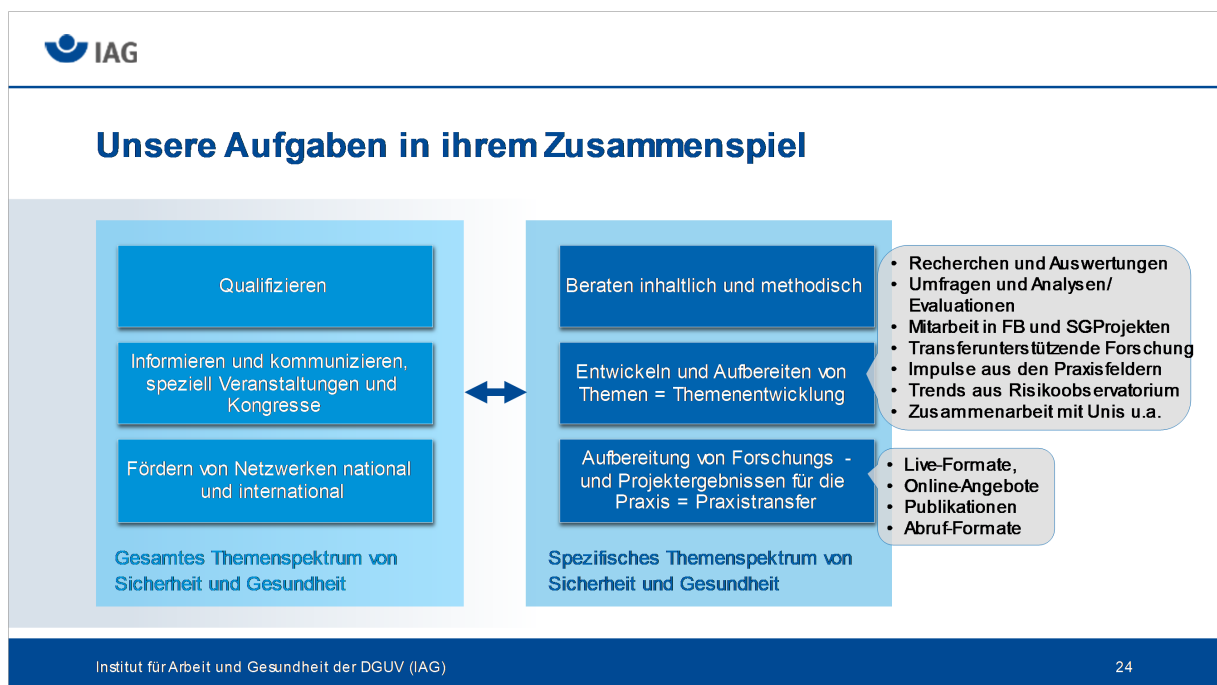 IAG
Unsere Aufgaben in ihrem Zusammenspiel
Qualifizieren
Informieren und kommunizieren,
speziell Veranstaltungen und
Kongresse
Fördern von Netzwerken national
und international
Gesamtes Themenspektrum von
Sicherheit und Gesundheit
Beraten inhaltlich und methodisch
Entwickeln und Aufbereiten von
Themen = Themenentwicklung
Aufbereitung von Forschungs -
und Projektergebnissen für die
Praxis = Praxistransfer
Spezifisches Themenspektrum von
Sicherheit und Gesundheit
• Recherchen und Auswertungen
• Umfragen und Analysen/
Evaluationen
• Mitarbeit in FB und SGProjekten
• Transferunterstützende Forschung
• Impulse aus den Praxisfeldern
• Trends aus Risikoobservatorium
• Zusammenarbeit mit Unis u.a.
• Live-Formate,
• Online-Angebote
• Publikationen
• Abruf-Formate
Institut für Arbeit und Gesundheit der DGUV (IAG)
24